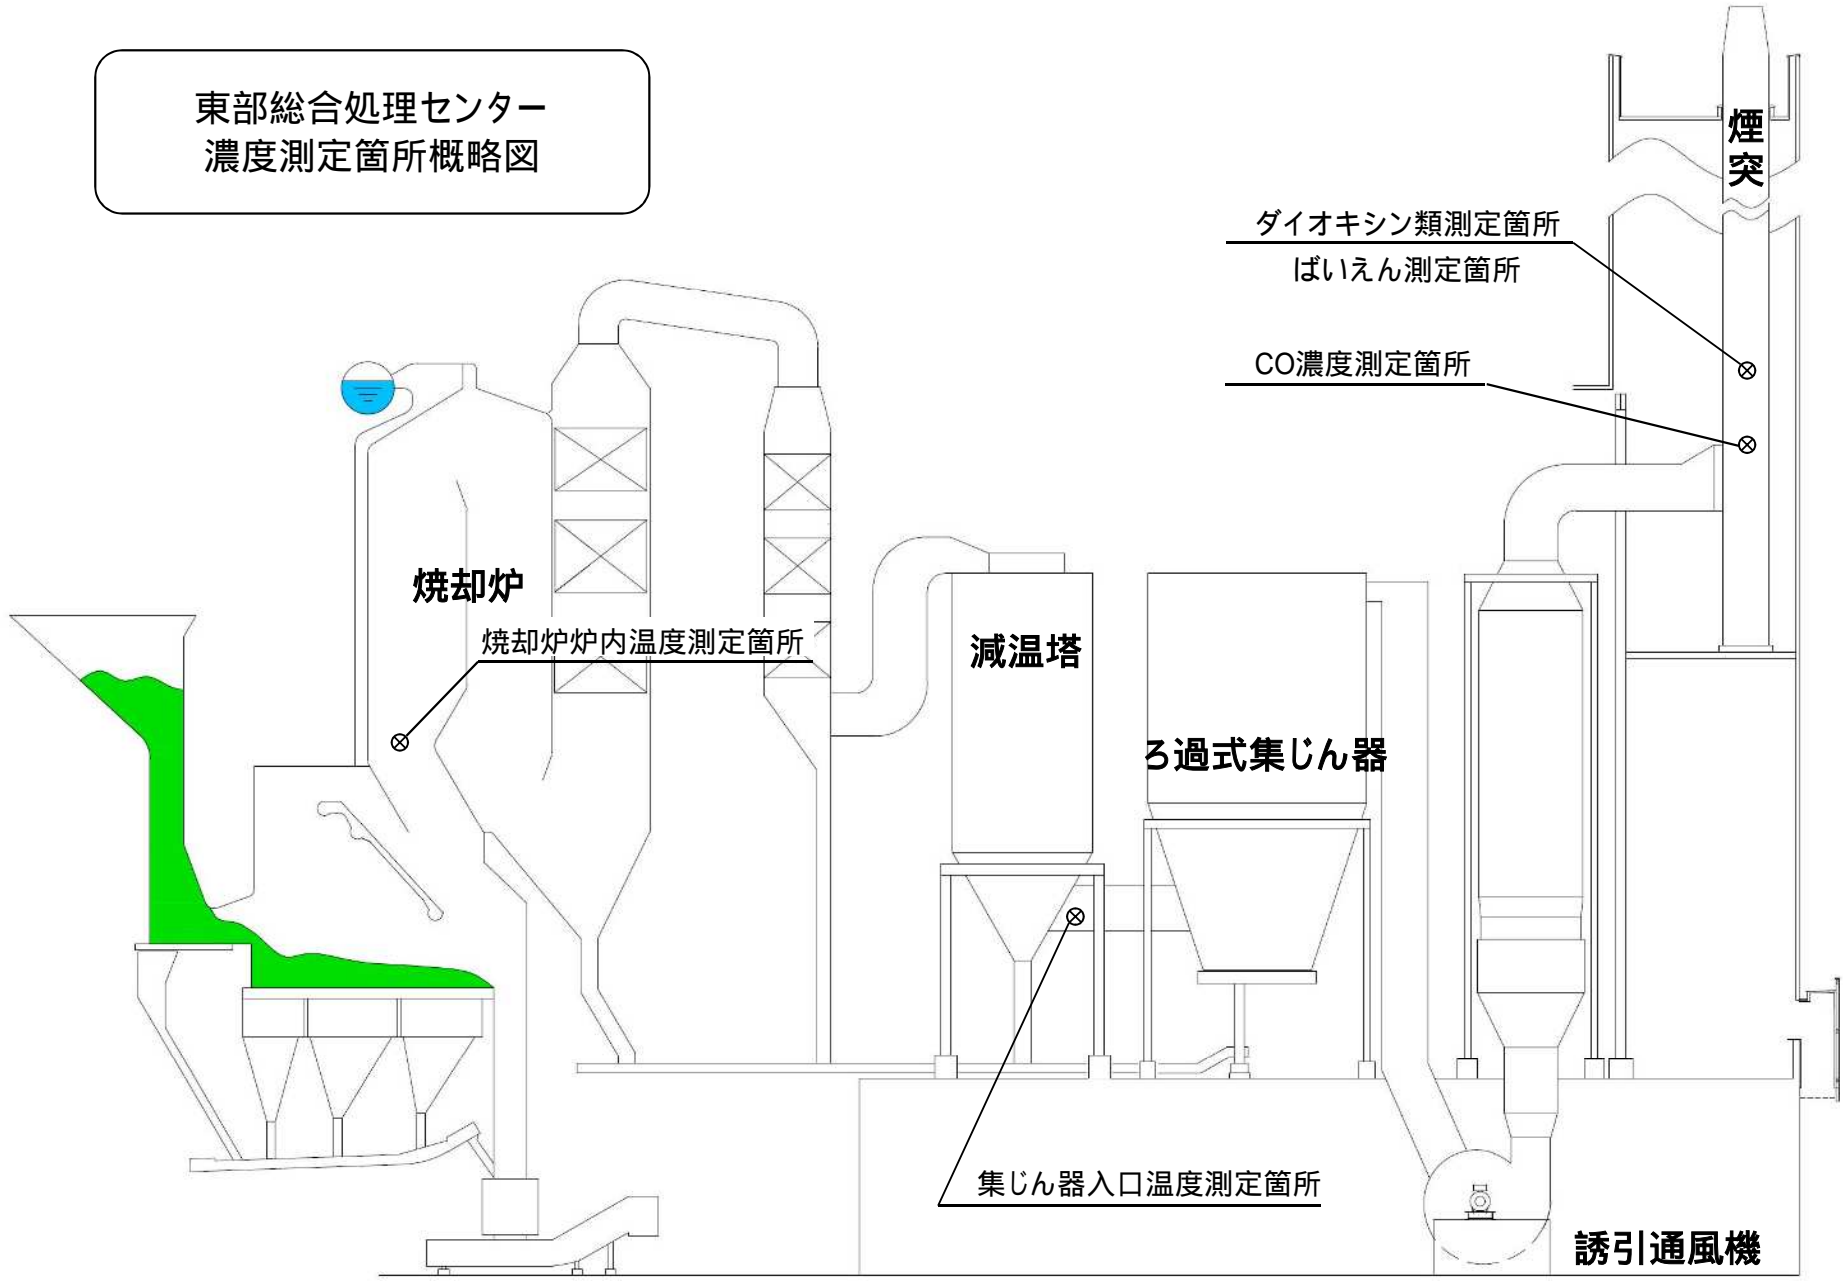 東部総合処理センター
濃度測定箇所概略図
煙
突
ダイオキシン類測定箇所
ばいえん測定箇所
CO濃度測定箇所
焼却炉
焼却炉炉内温度測定箇所
減温塔
ろ過式集じん器
集じん器入口温度測定箇所
誘引通風機